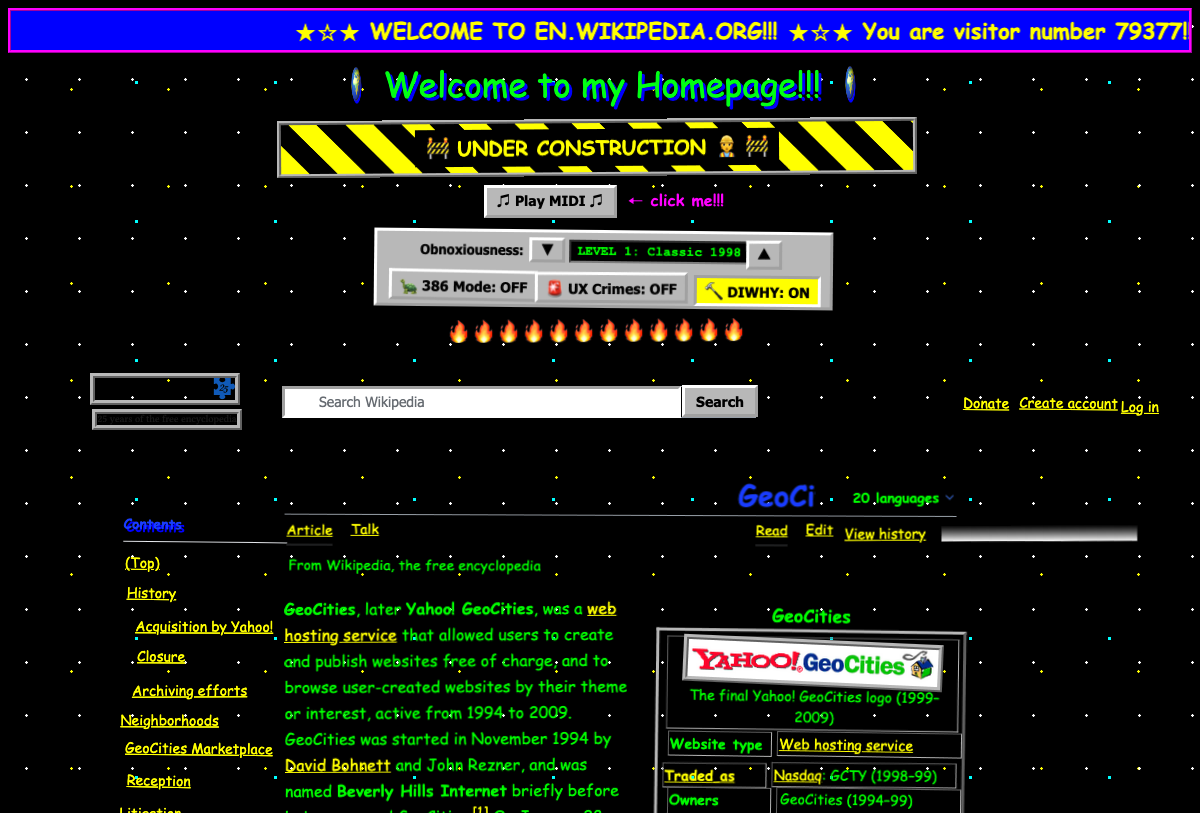 ★☆★ WELCOME TO EN.WIKIPEDIA.ORG!!! ★☆★ You are visitor number 79377!
Welcome to my Homepage!!!
UNDER CONSTRUCTION
♫ Play MIDI ♫ ← click me!!!
Obnoxiousness: ▼ LEVEL 1: Classic 1998 ▲
386 Mode: OFF UX Crimes: OFF DIWHY: ON
25 years of the free encyclopedia
Search Wikipedia Search
Donate Create account Log in
GeoCi 20 languages
Contents
(Top)
History
Acquisition by Yahoo!
Closure
Archiving efforts
Neighborhoods
GeoCities Marketplace
Reception
Litigation
Article Talk Read Edit View history
From Wikipedia, the free encyclopedia
GeoCities, later Yahoo! GeoCities, was a web
hosting service that allowed users to create
and publish websites free of charge, and to
browse user-created websites by their theme
or interest, active from 1994 to 2009.
GeoCities was started in November 1994 by
David Bohnett and John Rezner, and was
named Beverly Hills Internet briefly before
GeoCities
YAHOO! GeoCities
The final Yahoo! GeoCities logo (1999–
2009)
Website type Web hosting service
Traded as Nasdaq: GCTY (1998–99)
Owners GeoCities (1994–99)